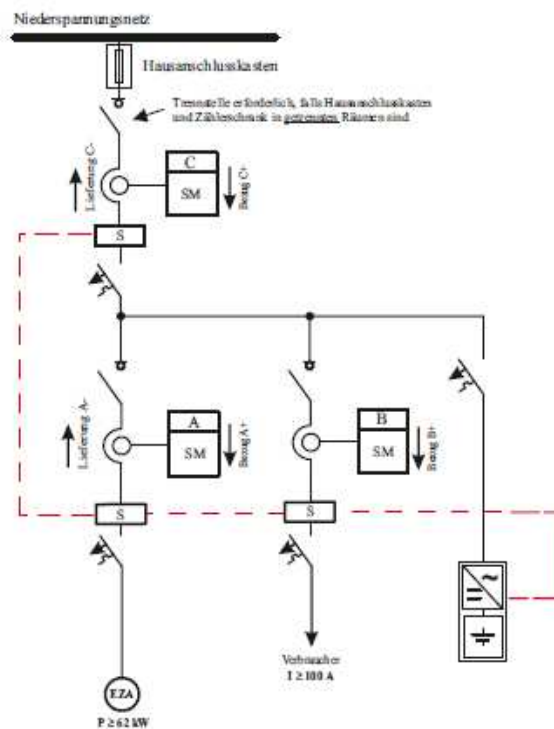 Niederspannungsnetz
Hausanschlusskasten
Trennstelle erforderlich, falls Hausanschlusskasten
und Zählerschrank in getrennten Räumen sind
Lieferung C-
C
SM
Bezug C+
S
Lieferung A-
A
SM
Bezug A+
B
SM
Bezug B+
S
S
Verbraucher
I ≥ 100 A
EZA
P ≥ 62 kW